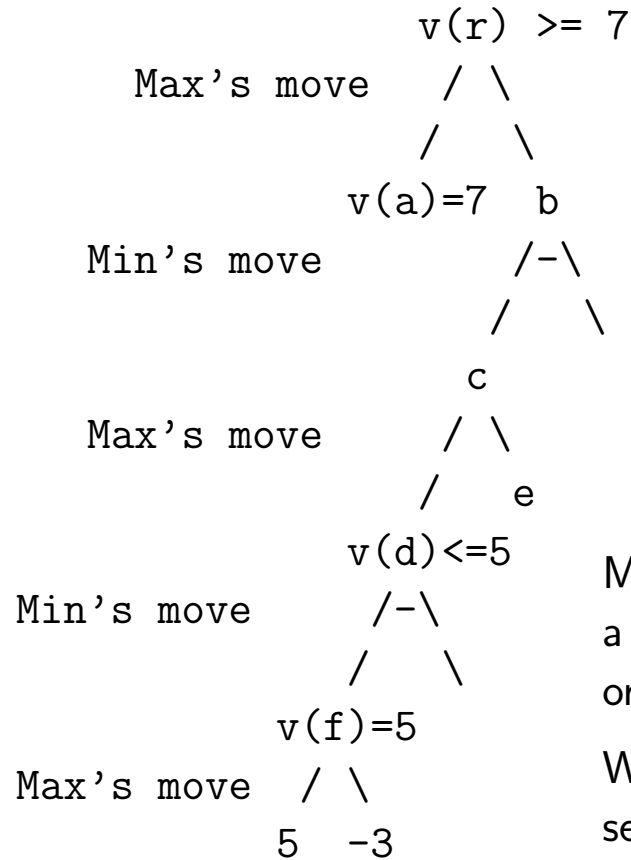 v(r) >= 7
Max's move / \
/ \
v(a)=7 b
Min's move /-\
/ \
c
Max's move / \
/ e
v(d)<=5
Min's move /-\
/ \
v(f)=5
Max's move / \
5 -3
M
a
or
W
se